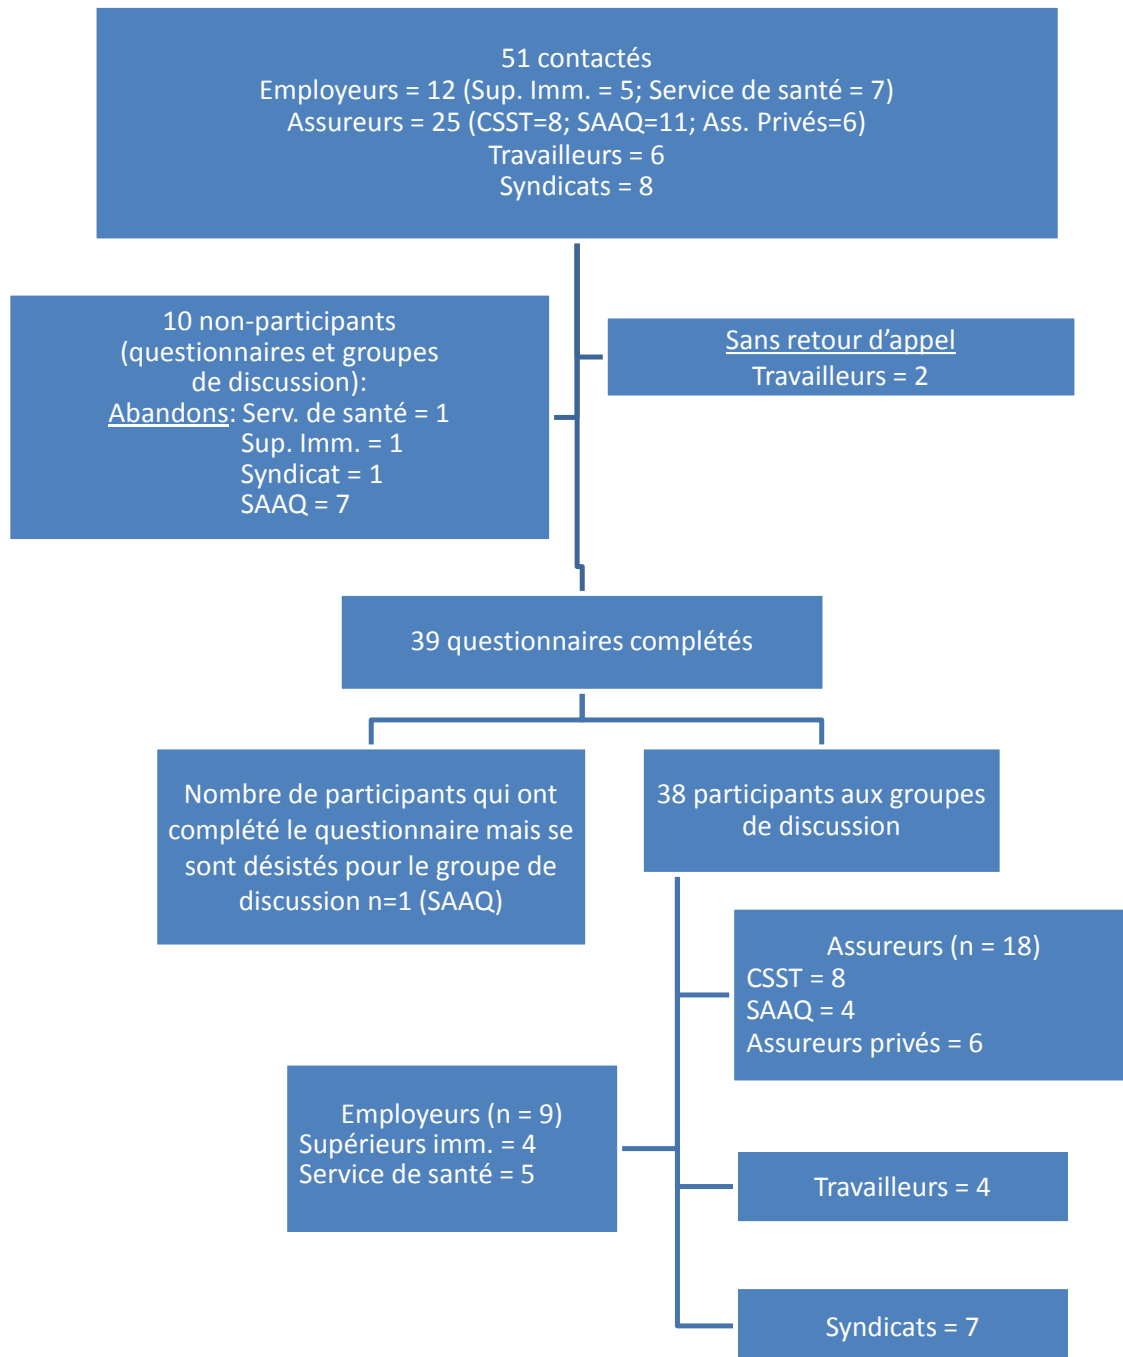 51 contactés
Employeurs = 12 (Sup. Imm. = 5; Service de santé = 7)
Assureurs = 25 (CSST=8; SAAQ=11; Ass. Privés=6)
Travailleurs = 6
Syndicats = 8
10 non-participants
(questionnaires et groupes
de discussion):
Abandons: Serv. de santé = 1
Sup. Imm. = 1
Syndicat = 1
SAAQ = 7
Sans retour d’appel
Travailleurs = 2
39 questionnaires complétés
Nombre de participants qui ont
complété le questionnaire mais se
sont désistés pour le groupe de
discussion n=1 (SAAQ)
38 participants aux groupes
de discussion
Assureurs (n = 18)
CSST = 8
SAAQ = 4
Assureurs privés = 6
Employeurs (n = 9)
Supérieurs imm. = 4
Service de santé = 5
Travailleurs = 4
Syndicats = 7